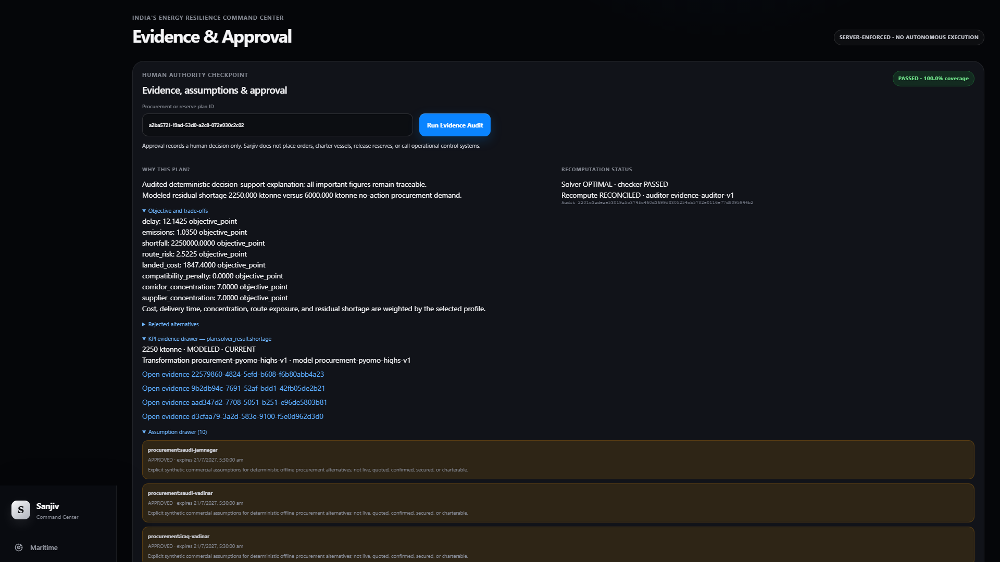 INDIA'S ENERGY RESILIENCE COMMAND CENTER
Evidence & Approval
SERVER-ENFORCED · NO AUTONOMOUS EXECUTION
HUMAN AUTHORITY CHECKPOINT
PASSED · 100.0% coverage
Evidence, assumptions & approval
Procurement or reserve plan ID
a2ba5721-19ad-53d0-a2c8-072e930c2c02
Run Evidence Audit
Approval records a human decision only. Sanjiv does not place orders, charter vessels, release reserves, or call operational control systems.
WHY THIS PLAN?
Audited deterministic decision-support explanation; all important figures remain traceable.
Modeled residual shortage 2250.000 ktonne versus 6000.000 ktonne no-action procurement demand.
▼ Objective and trade-offs
delay: 12.1425 objective_point
emissions: 1.0350 objective_point
shortfall: 2250000.0000 objective_point
route_risk: 2.5225 objective_point
landed_cost: 1847.4000 objective_point
compatibility_penalty: 0.0000 objective_point
corridor_concentration: 7.0000 objective_point
supplier_concentration: 7.0000 objective_point
Cost, delivery time, concentration, route exposure, and residual shortage are weighted by the selected profile.
▶ Rejected alternatives
▼ KPI evidence drawer — plan.solver_result.shortage
2250 ktonne · MODELED · CURRENT
Transformation procurement-pyomo-highs-v1 · model procurement-pyomo-highs-v1
Open evidence 22579860-4824-5efd-b608-f6b80abb4a23
Open evidence 9b2db94c-7691-52af-bdd1-42fb05de2b21
Open evidence aad347d2-7708-5051-b251-e96de5803b81
Open evidence d3cfaa79-3a2d-583e-9100-f5e0d962d3d0
▼ Assumption drawer (10)
procurement:saudi-jamnagar
APPROVED · expires 21/7/2027, 5:30:00 am
Explicit synthetic commercial assumptions for deterministic offline procurement alternatives; not live, quoted, confirmed, secured, or charterable.
procurement:saudi-vadinar
APPROVED · expires 21/7/2027, 5:30:00 am
Explicit synthetic commercial assumptions for deterministic offline procurement alternatives; not live, quoted, confirmed, secured, or charterable.
procurement:iraq-vadinar
APPROVED · expires 21/7/2027, 5:30:00 am
Explicit synthetic commercial assumptions for deterministic offline procurement alternatives; not live, quoted, confirmed, secured, or charterable.
RECOMPUTATION STATUS
Solver OPTIMAL · checker PASSED
Recompute RECONCILED · auditor evidence-auditor-v1
Audit
S
Sanjiv
Command Center
Maritime